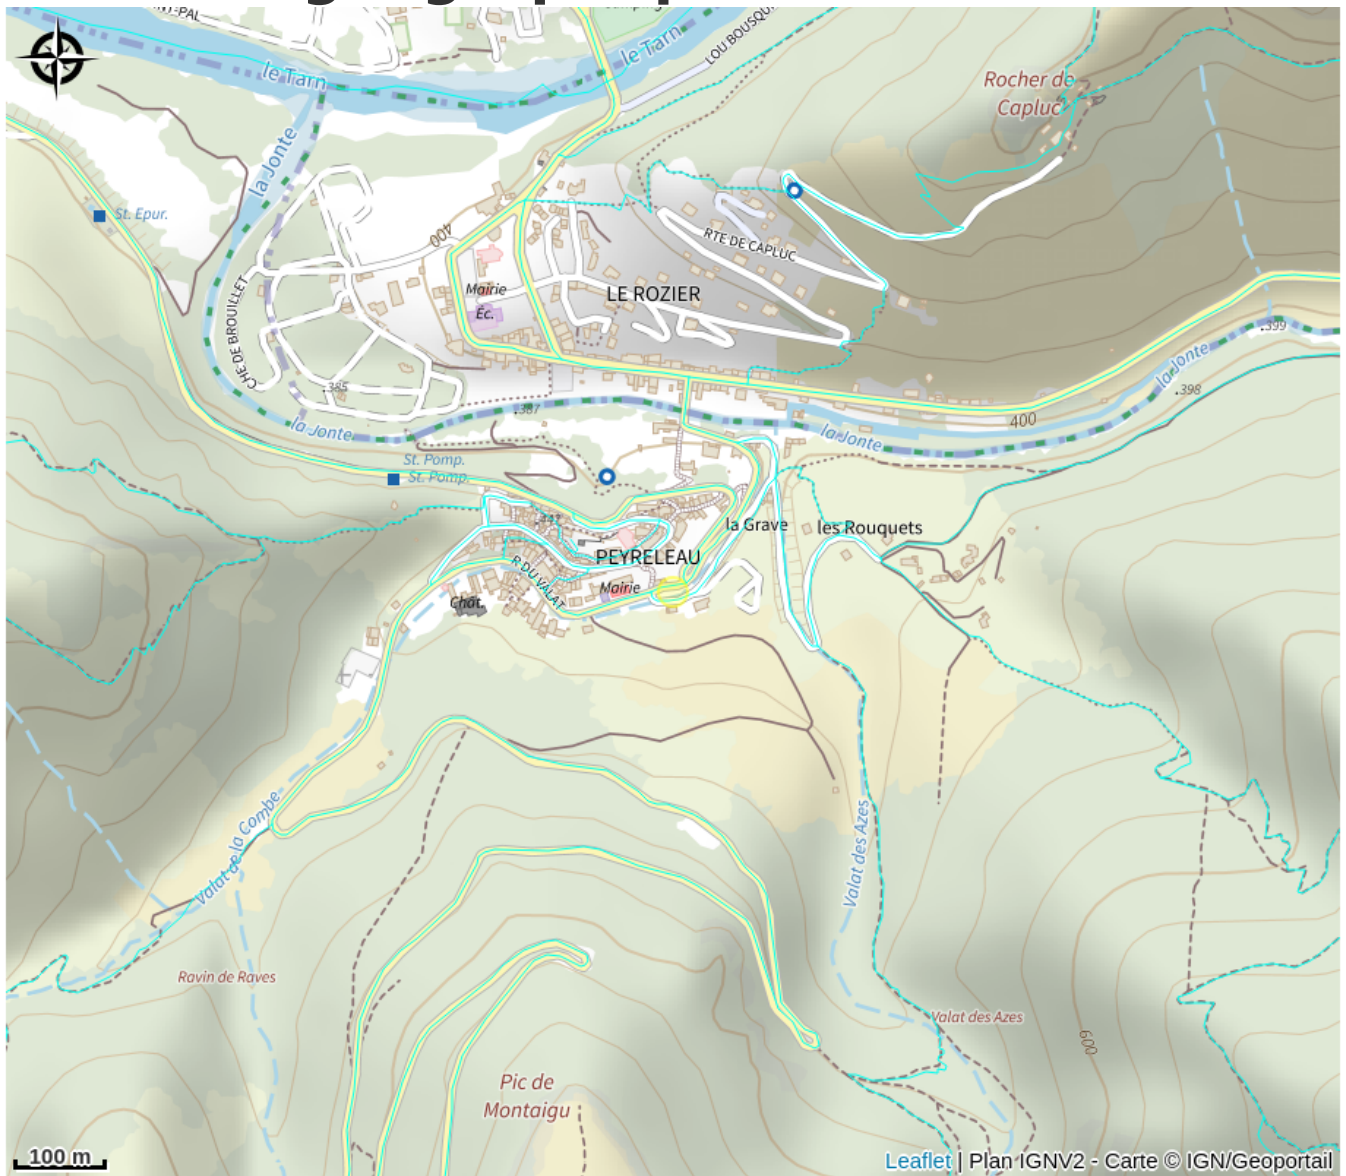 le Tarn
le Tarn
LOU BOUSQU
Rocher de
Capluc
la Jonte
St. Epur.
400
RTE DE CAPLUC
Mairie
LE ROZIER
Éc.
CHE DE BROUILLET
.399
la Jonte
.385
.398
.387
400
la Jonte
la Jonte
St. Pomp.
St. Pomp.
la Grave
les Rouquets
PEYRELEAU
R DU VALAT
Mairie
Chât.
Valat de la Combe
Valat des Azes
Ravin de Raves
Valat des Azes
600
Pic de
Montaigu
100 m
Leaflet | Plan IGNV2 - Carte © IGN/Geoportail